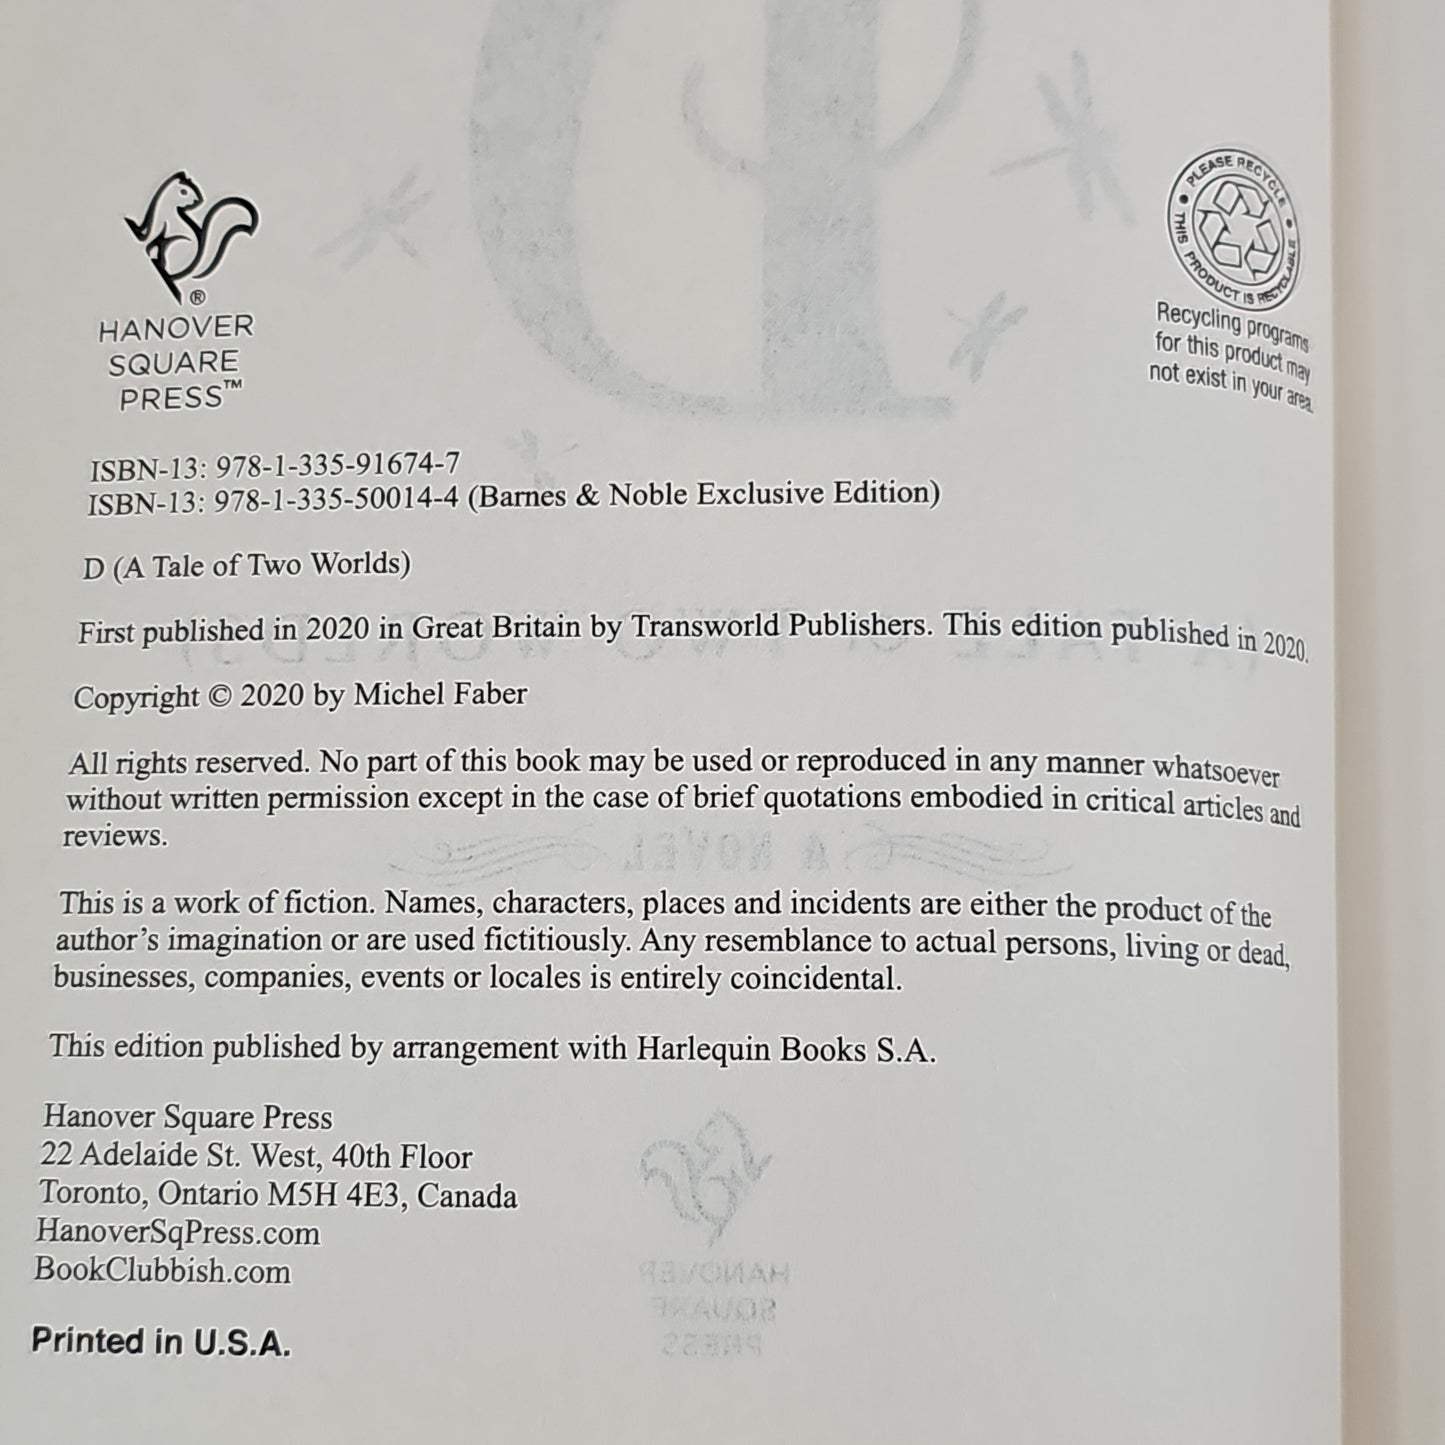 HANOVER
SQUARE
PRESS™
®
PLEASE RECYCLE
THIS PRODUCT IS RECYCLABLE
Recycling programs
for this product may
not exist in your area.
ISBN-13: 978-1-335-91674-7
ISBN-13: 978-1-335-50014-4 (Barnes & Noble Exclusive Edition)
D (A Tale of Two Worlds)
First published in 2020 in Great Britain by Transworld Publishers. This edition published in 2020.
Copyright © 2020 by Michel Faber
All rights reserved. No part of this book may be used or reproduced in any manner whatsoever
without written permission except in the case of brief quotations embodied in critical articles and
reviews.
This is a work of fiction. Names, characters, places and incidents are either the product of the
author’s imagination or are used fictitiously. Any resemblance to actual persons, living or dead,
businesses, companies, events or locales is entirely coincidental.
This edition published by arrangement with Harlequin Books S.A.
Hanover Square Press
22 Adelaide St. West, 40th Floor
Toronto, Ontario M5H 4E3, Canada
HanoverSqPress.com
BookClubbish.com
Printed in U.S.A.
D
(A TALE OF TWO WORLDS)
A NOVEL
HANOVER
SQUARE
PRESS